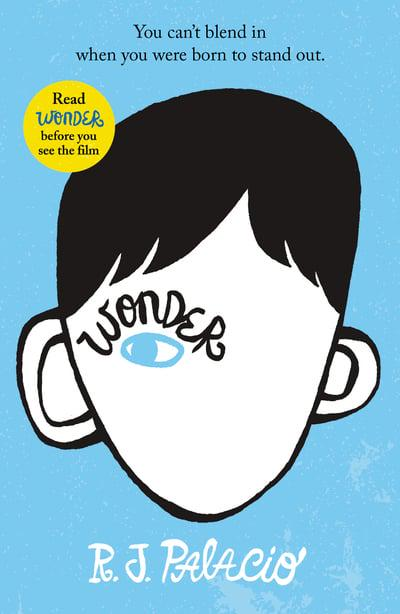 You can’t blend in
when you were born to stand out.
Read
WONDER
before you
see the film
WONDER
R. J. PALACIO